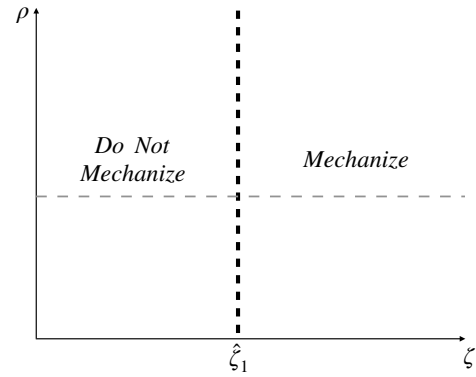 ρ
Do Not
Mechanize
Mechanize
ζ̂₁
ζ